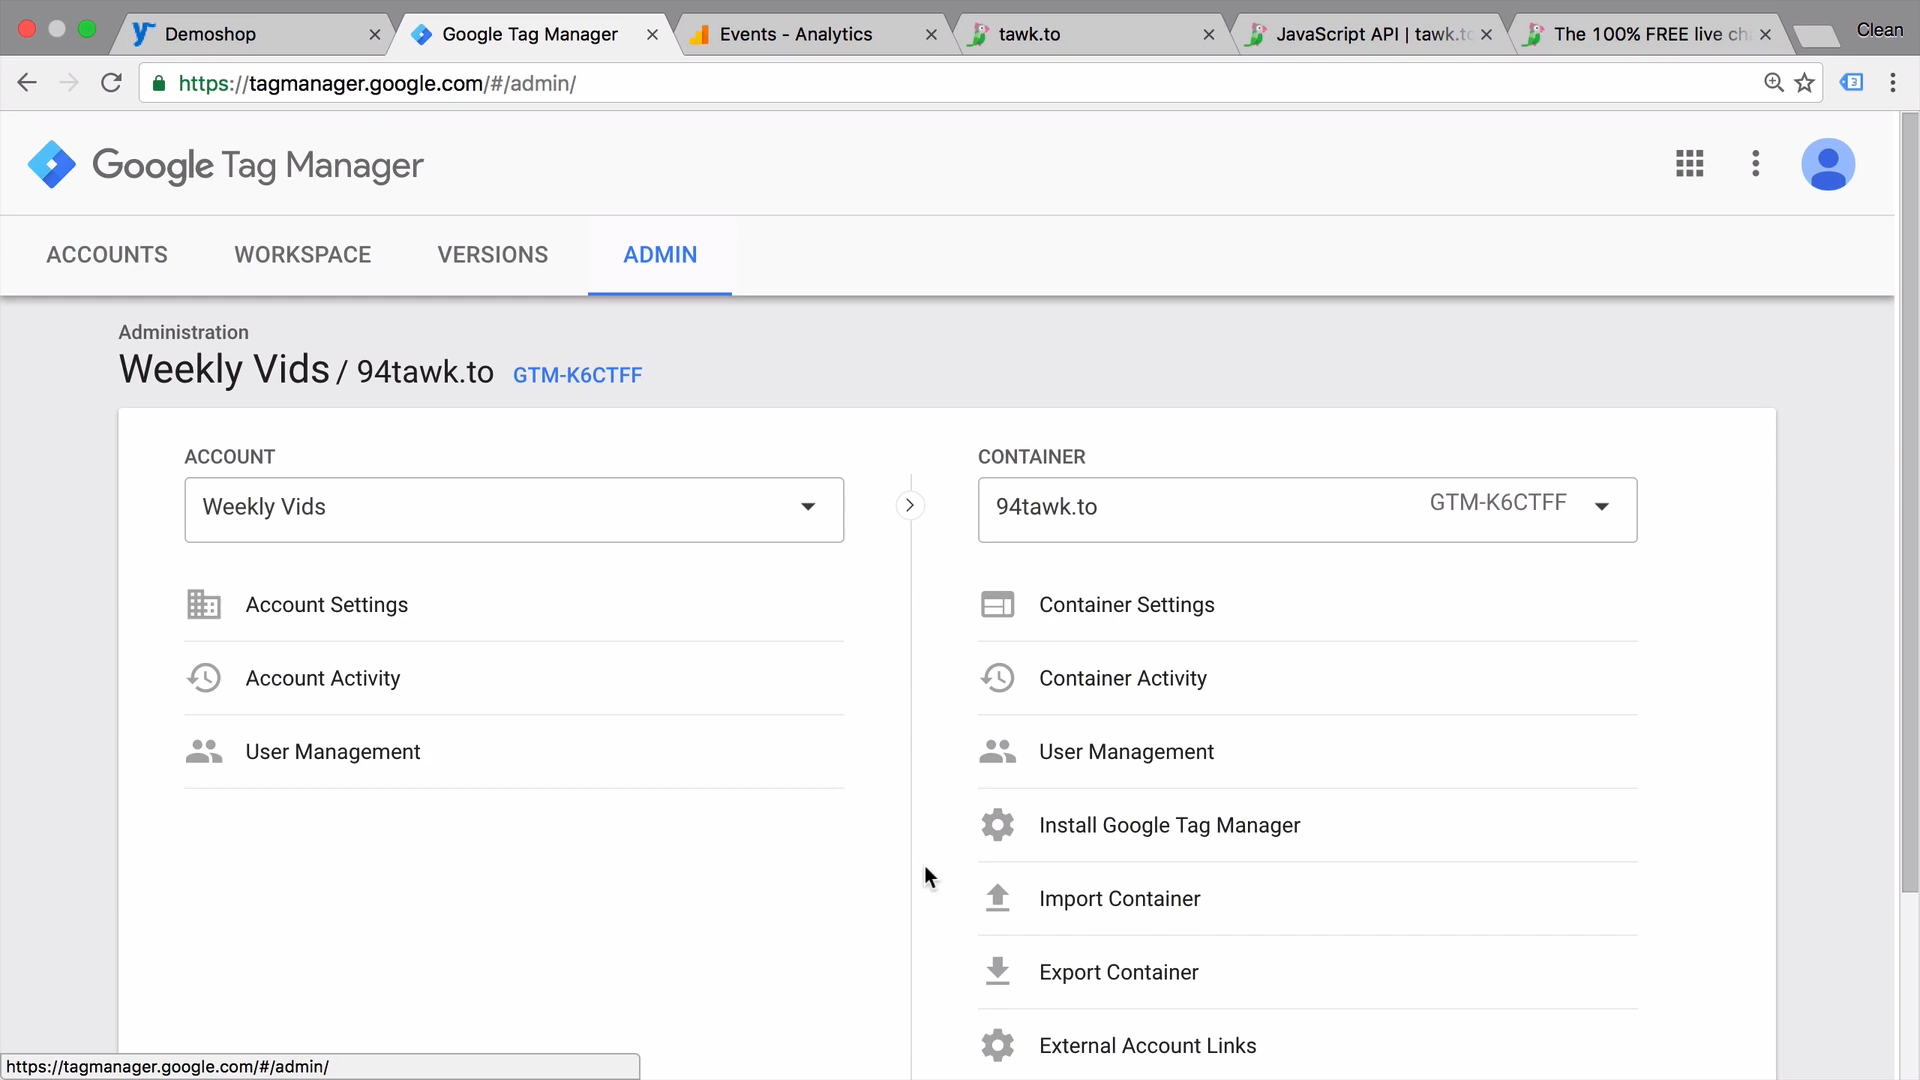 Demoshop
Google Tag Manager
Events - Analytics
tawk.to
JavaScript API | tawk.to
The 100% FREE live ch
Clean
https://tagmanager.google.com/#/admin/
3
Google Tag Manager
ACCOUNTS
WORKSPACE
VERSIONS
ADMIN
Administration
Weekly Vids / 94tawk.to GTM-K6CTFF
ACCOUNT
Weekly Vids
Account Settings
Account Activity
User Management
CONTAINER
94tawk.to GTM-K6CTFF
Container Settings
Container Activity
User Management
Install Google Tag Manager
Import Container
Export Container
External Account Links
https://tagmanager.google.com/#/admin/